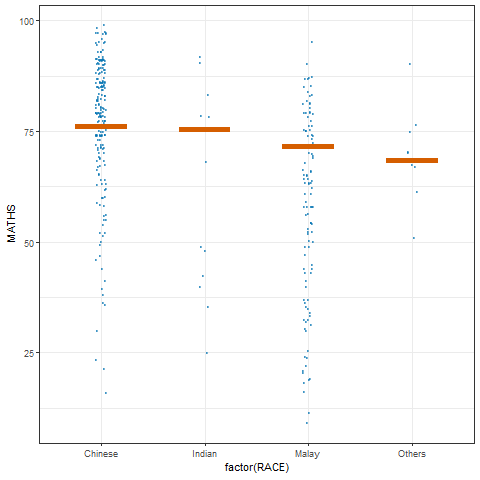 100
75
50
25
MATHS
Chinese
Indian
Malay
Others
factor(RACE)